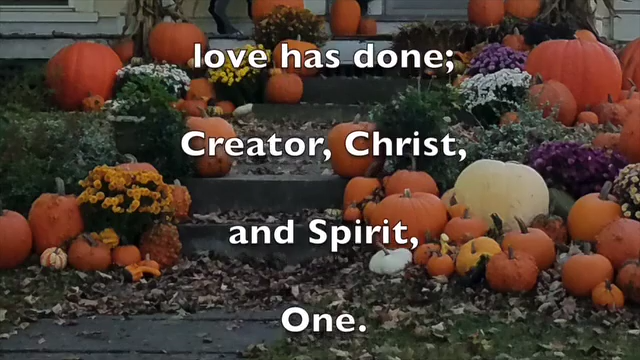 love has done;
Creator, Christ,
and Spirit,
One.